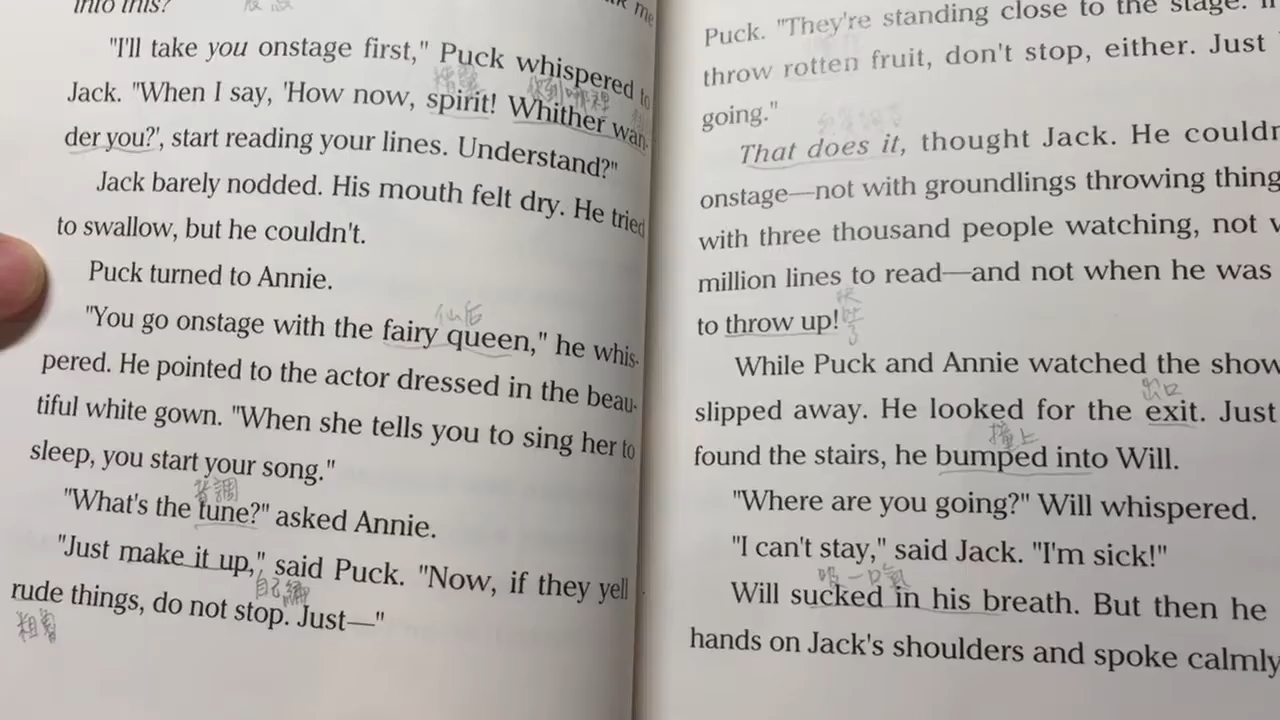 into this?
"I'll take you onstage first," Puck whispered to
Jack. "When I say, 'How now, spirit! Whither wan-
der you?', start reading your lines. Understand?"
Jack barely nodded. His mouth felt dry. He tried
to swallow, but he couldn't.
Puck turned to Annie.
仙后
"You go onstage with the fairy queen," he whis-
pered. He pointed to the actor dressed in the beau-
tiful white gown. "When she tells you to sing her to
sleep, you start your song."
音調
"What's the tune?" asked Annie.
"Just make it up," said Puck. "Now, if they yell
自己編
rude things, do not stop. Just—"
粗魯
me
Puck. "They're standing close to the stage.
throw rotten fruit, don't stop, either. Just
going."
That does it, thought Jack. He couldn
onstage—not with groundlings throwing thing
with three thousand people watching, not
million lines to read—and not when he was
to throw up!
While Puck and Annie watched the show
出口
slipped away. He looked for the exit. Just
撞上
found the stairs, he bumped into Will.
"Where are you going?" Will whispered.
"I can't stay," said Jack. "I'm sick!"
吸一口氣
Will sucked in his breath. But then he
hands on Jack's shoulders and spoke calmly